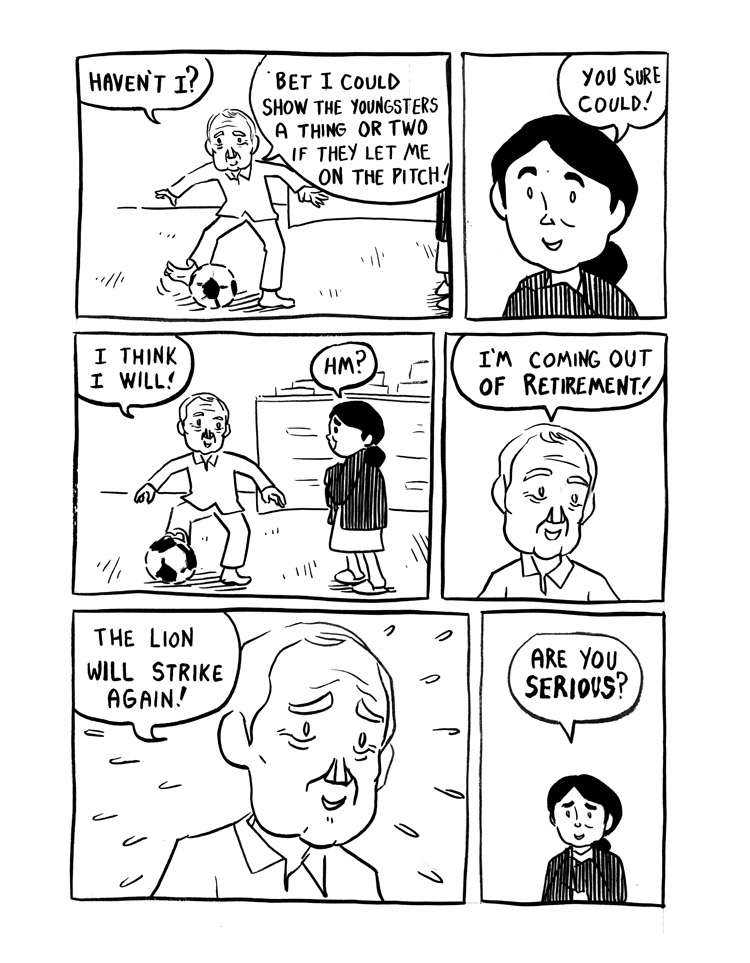 HAVEN'T I?
BET I COULD
SHOW THE YOUNGSTERS
A THING OR TWO
IF THEY LET ME
ON THE PITCH!
YOU SURE
COULD!
I THINK
I WILL!
HM?
I'M COMING OUT
OF RETIREMENT!
THE LION
WILL STRIKE
AGAIN!
ARE YOU
SERIOUS?